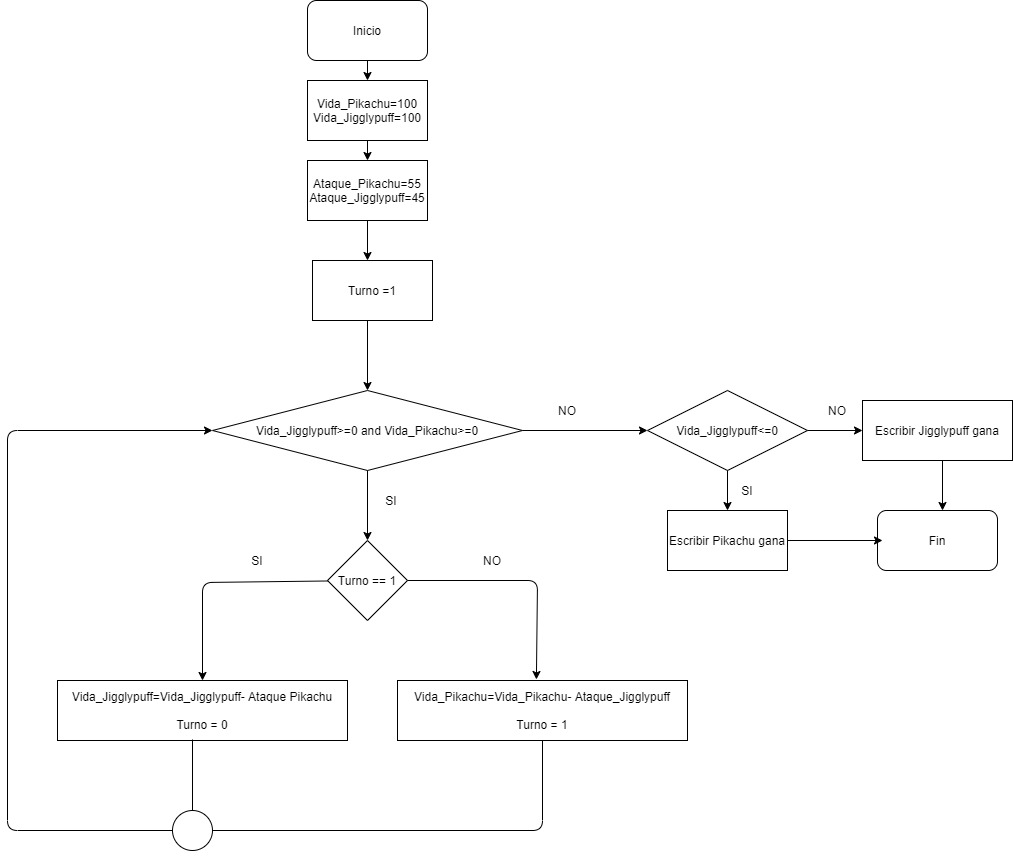 Inicio
Vida_Pikachu=100
Vida_Jigglypuff=100
Ataque_Pikachu=55
Ataque_Jigglypuff=45
Turno =1
Vida_Jigglypuff>=0 and Vida_Pikachu>=0
NO
Vida_Jigglypuff<=0
NO
Escribir Jigglypuff gana
SI
SI
Escribir Pikachu gana
Fin
SI
Turno == 1
NO
Vida_Jigglypuff=Vida_Jigglypuff- Ataque Pikachu
Turno = 0
Vida_Pikachu=Vida_Pikachu- Ataque_Jigglypuff
Turno = 1